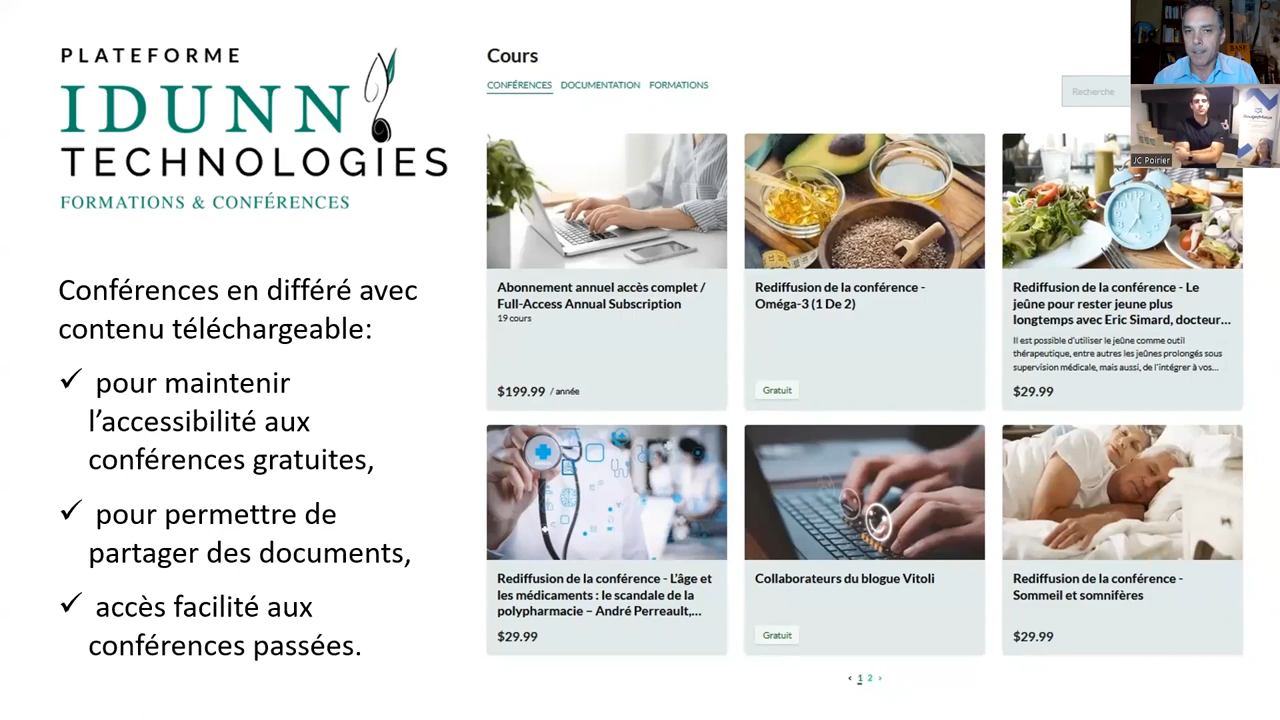 PLATEFORME
IDUNN
TECHNOLOGIES
FORMATIONS & CONFÉRENCES
Conférences en différé avec
contenu téléchargeable:
✓ pour maintenir
l’accessibilité aux
conférences gratuites,
✓ pour permettre de
partager des documents,
✓ accès facilité aux
conférences passées.
Cours
CONFÉRENCES DOCUMENTATION FORMATIONS
Recherche
JC Poirier
Abonnement annuel accès complet /
Full-Access Annual Subscription
19 cours
$199.99 / année
Rediffusion de la conférence -
Oméga-3 (1 De 2)
Gratuit
Rediffusion de la conférence - Le
jeûne pour rester jeune plus
longtemps avec Eric Simard, docteur...
Il est possible d'utiliser le jeûne comme outil
thérapeutique, entre autres les jeûnes prolongés sous
supervision médicale, mais aussi, de l'intégrer à vos...
$29.99
Rediffusion de la conférence - L'âge et
les médicaments : le scandale de la
polypharmacie – André Perreault,...
$29.99
Collaborateurs du blogue Vitoli
Gratuit
Rediffusion de la conférence -
Sommeil et somnifères
$29.99
‹ 1 2 ›